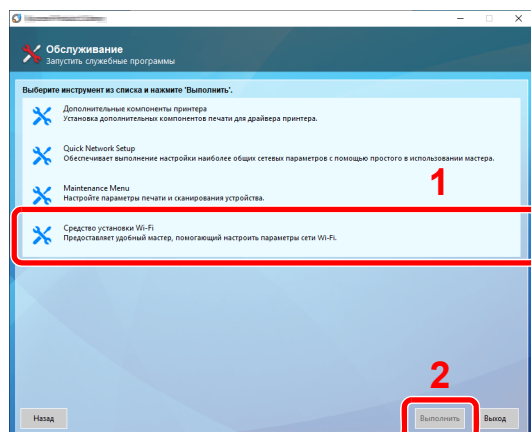 Обслуживание
Запустить служебные программы
Выберите инструмент из списка и нажмите 'Выполнить'.
Дополнительные компоненты принтера
Установка дополнительных компонентов печати для драйвера принтера.
Quick Network Setup
Обеспечивает выполнение настройки наиболее общих сетевых параметров с помощью простого в использовании мастера.
1
Maintenance Menu
Настройте параметры печати и сканирования устройства.
Средство установки Wi-Fi
Предоставляет удобный мастер, помогающий настроить параметры сети Wi-Fi.
2
Назад
Выполнить
Выход